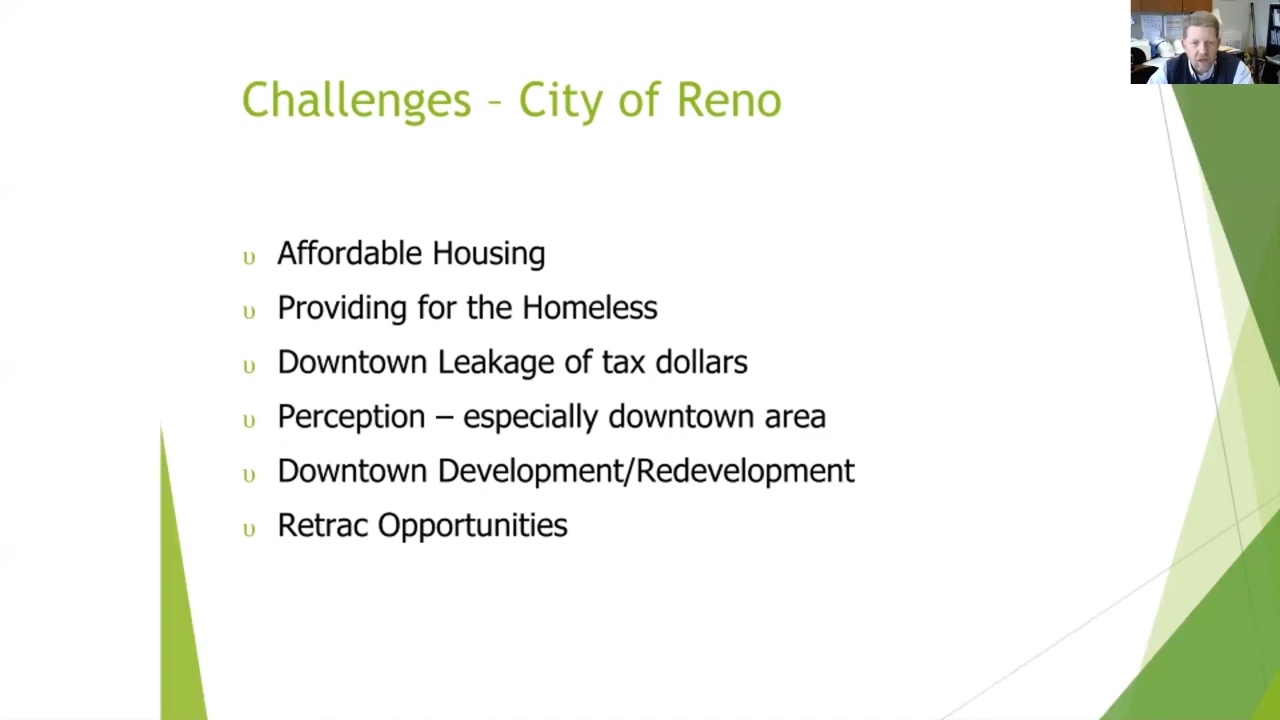 Challenges – City of Reno
υ Affordable Housing
υ Providing for the Homeless
υ Downtown Leakage of tax dollars
υ Perception – especially downtown area
υ Downtown Development/Redevelopment
υ Retrac Opportunities